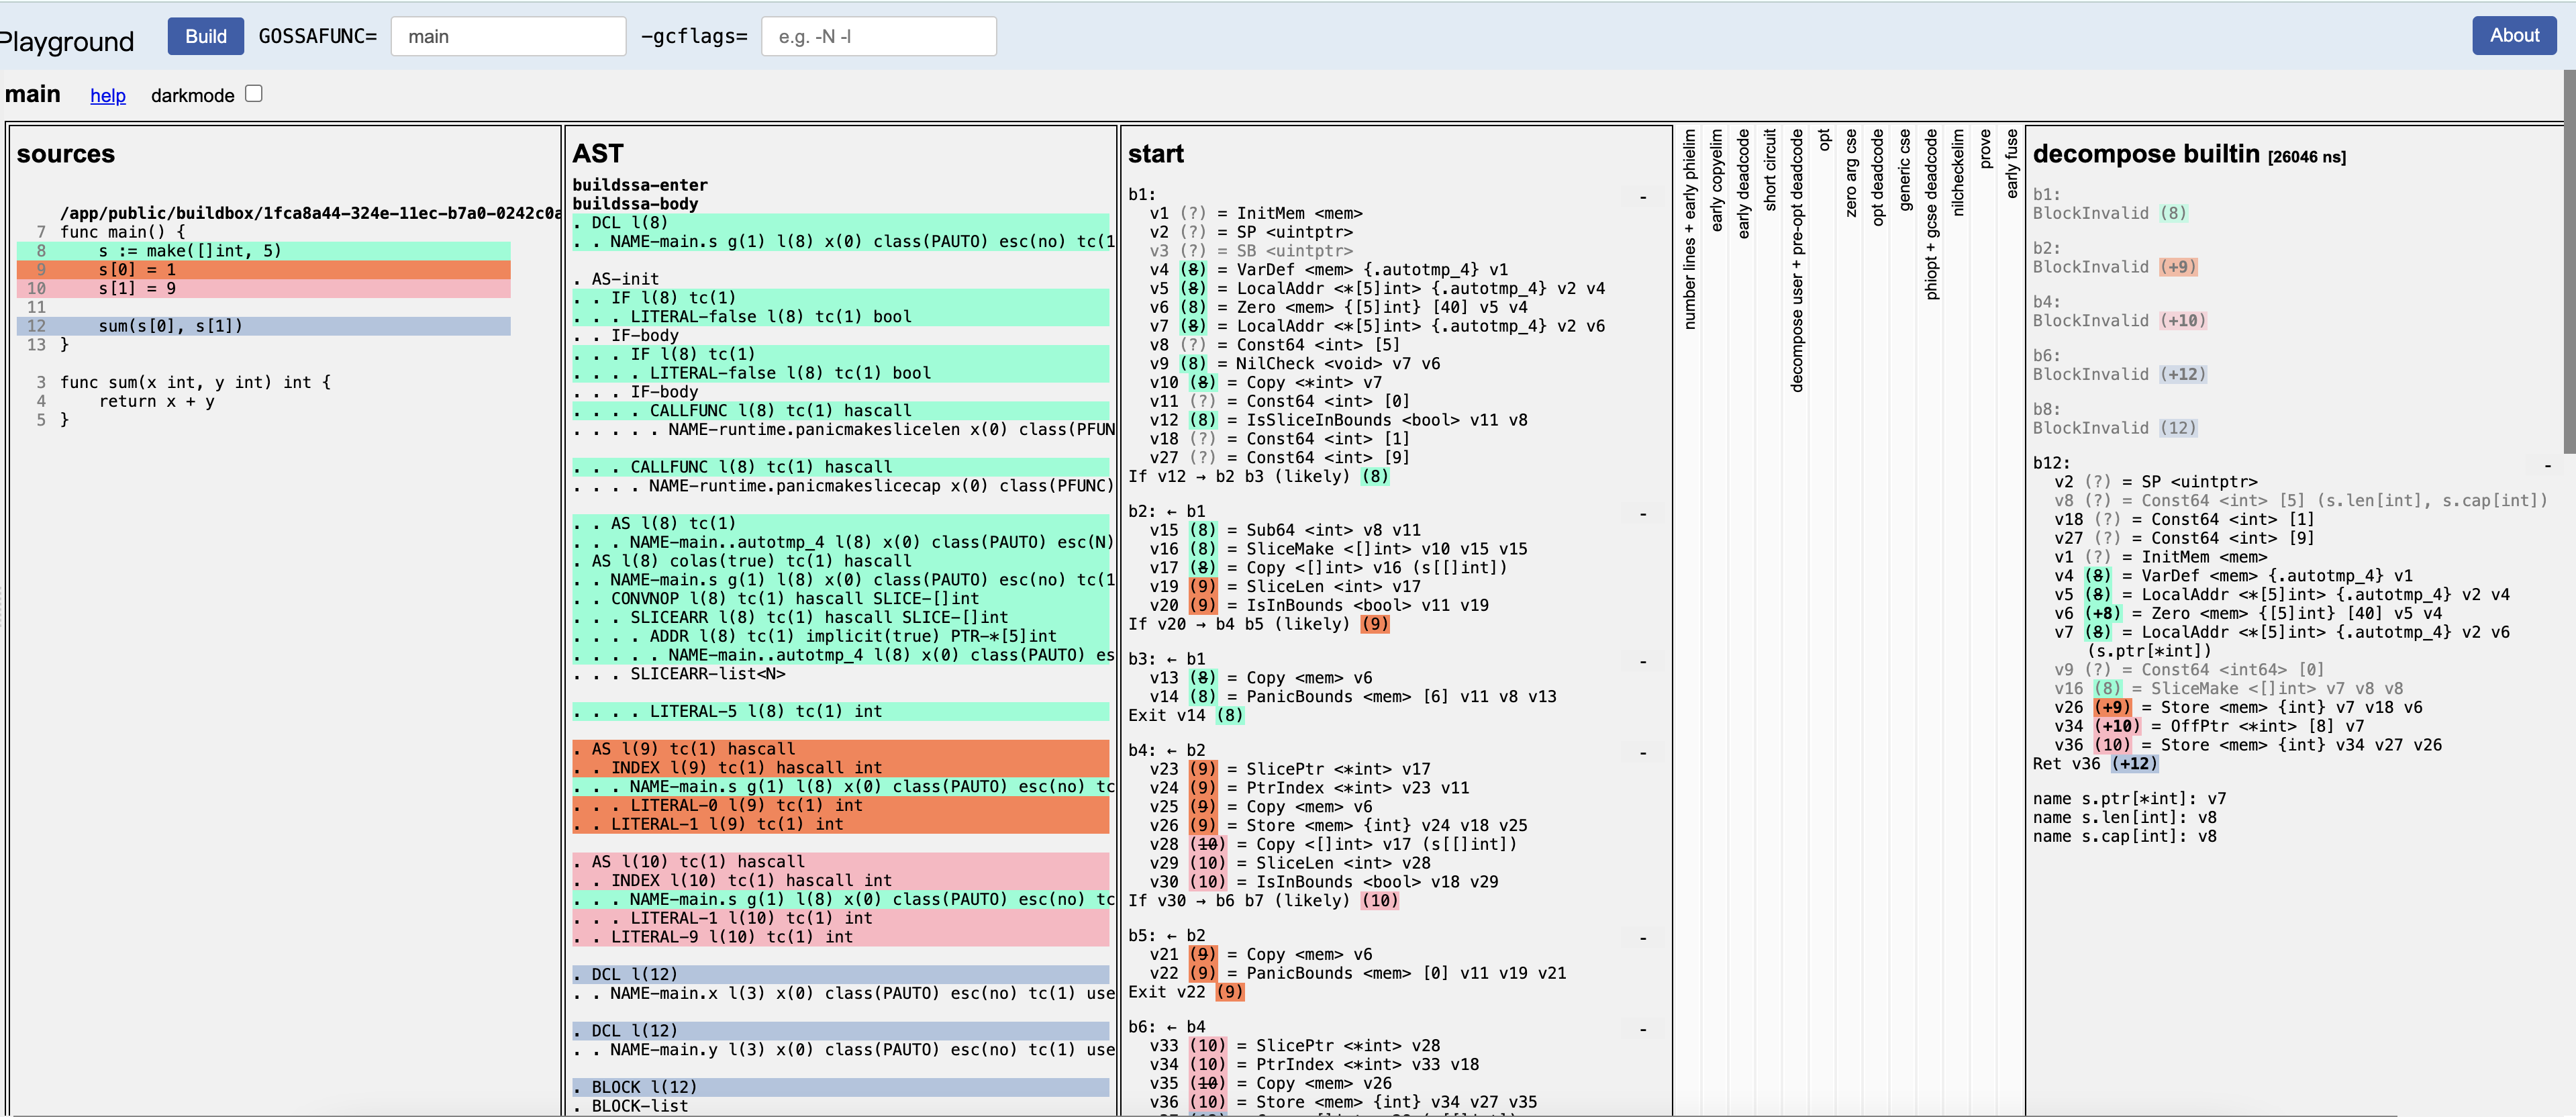 Playground Build GOSSAFUNC= main -gcflags= e.g. -N -l About
main help darkmode
sources
/app/public/buildbox/1fca8a44-324e-11ec-b7a0-0242c0a
7 func main() {
8 s := make([]int, 5)
9 s[0] = 1
10 s[1] = 9
11
12 sum(s[0], s[1])
13 }
3 func sum(x int, y int) int {
4 return x + y
5 }
AST
buildssa-enter
buildssa-body
. DCL l(8)
. . NAME-main.s g(1) l(8) x(0) class(PAUTO) esc(no) tc(1
. AS-init
. . IF l(8) tc(1)
. . . LITERAL-false l(8) tc(1) bool
. . IF-body
. . . IF l(8) tc(1)
. . . . LITERAL-false l(8) tc(1) bool
. . . IF-body
. . . . CALLFUNC l(8) tc(1) hascall
. . . . . NAME-runtime.panicmakeslicelen x(0) class(PFUN
. . . CALLFUNC l(8) tc(1) hascall
. . . . NAME-runtime.panicmakeslicecap x(0) class(PFUNC)
. . AS l(8) tc(1)
. . . NAME-main..autotmp_4 l(8) x(0) class(PAUTO) esc(N)
. AS l(8) colas(true) tc(1) hascall
. . NAME-main.s g(1) l(8) x(0) class(PAUTO) esc(no) tc(1
. . CONVNOP l(8) tc(1) hascall SLICE-[]int
. . . SLICEARR l(8) tc(1) hascall SLICE-[]int
. . . . ADDR l(8) tc(1) implicit(true) PTR-*[5]int
. . . . . NAME-main..autotmp_4 l(8) x(0) class(PAUTO) es
. . . SLICEARR-list<N>
. . . . LITERAL-5 l(8) tc(1) int
. AS l(9) tc(1) hascall
. . INDEX l(9) tc(1) hascall int
. . . NAME-main.s g(1) l(8) x(0) class(PAUTO) esc(no) tc
. . . LITERAL-0 l(9) tc(1) int
. . LITERAL-1 l(9) tc(1) int
. AS l(10) tc(1) hascall
. . INDEX l(10) tc(1) hascall int
. . . NAME-main.s g(1) l(8) x(0) class(PAUTO) esc(no) tc
. . . LITERAL-1 l(10) tc(1) int
. . LITERAL-9 l(10) tc(1) int
. DCL l(12)
. . NAME-main.x l(3) x(0) class(PAUTO) esc(no) tc(1) use
. DCL l(12)
. . NAME-main.y l(3) x(0) class(PAUTO) esc(no) tc(1) use
. BLOCK l(12)
. BLOCK-list
start
b1: -
v1 (?) = InitMem <mem>
v2 (?) = SP <uintptr>
v3 (?) = SB <uintptr>
v4 (8) = VarDef <mem> {.autotmp_4} v1
v5 (8) = LocalAddr <*[5]int> {.autotmp_4} v2 v4
v6 (8) = Zero <mem> {[5]int} [40] v5 v4
v7 (8) = LocalAddr <*[5]int> {.autotmp_4} v2 v6
v8 (?) = Const64 <int> [5]
v9 (8) = NilCheck <void> v7 v6
v10 (8) = Copy <*int> v7
v11 (?) = Const64 <int> [0]
v12 (8) = IsSliceInBounds <bool> v11 v8
v18 (?) = Const64 <int> [1]
v27 (?) = Const64 <int> [9]
If v12 → b2 b3 (likely) (8)
b2: ← b1 -
v15 (8) = Sub64 <int> v8 v11
v16 (8) = SliceMake <[]int> v10 v15 v15
v17 (8) = Copy <[]int> v16 (s[[]int])
v19 (9) = SliceLen <int> v17
v20 (9) = IsInBounds <bool> v11 v19
If v20 → b4 b5 (likely) (9)
b3: ← b1 -
v13 (8) = Copy <mem> v6
v14 (8) = PanicBounds <mem> [6] v11 v8 v13
Exit v14 (8)
b4: ← b2 -
v23 (9) = SlicePtr <*int> v17
v24 (9) = PtrIndex <*int> v23 v11
v25 (9) = Copy <mem> v6
v26 (9) = Store <mem> {int} v24 v18 v25
v28 (10) = Copy <[]int> v17 (s[[]int])
v29 (10) = SliceLen <int> v28
v30 (10) = IsInBounds <bool> v18 v29
If v30 → b6 b7 (likely) (10)
b5: ← b2 -
v21 (9) = Copy <mem> v6
v22 (9) = PanicBounds <mem> [0] v11 v19 v21
Exit v22 (9)
b6: ← b4 -
v33 (10) = SlicePtr <*int> v28
v34 (10) = PtrIndex <*int> v33 v18
v35 (10) = Copy <mem> v26
v36 (10) = Store <mem> {int} v34 v27 v35
number lines + early phielim
early copyelim
early deadcode
short circuit
decompose user + pre-opt deadcode
opt
zero arg cse
opt deadcode
generic cse
phiopt + gcse deadcode
nilcheckelim
prove
early fuse
decompose builtin [26046 ns]
b1:
BlockInvalid (8)
b2:
BlockInvalid (+9)
b4:
BlockInvalid (+10)
b6:
BlockInvalid (+12)
b8:
BlockInvalid (12)
b12: -
v2 (?) = SP <uintptr>
v8 (?) = Const64 <int> [5] (s.len[int], s.cap[int])
v18 (?) = Const64 <int> [1]
v27 (?) = Const64 <int> [9]
v1 (?) = InitMem <mem>
v4 (8) = VarDef <mem> {.autotmp_4} v1
v5 (8) = LocalAddr <*[5]int> {.autotmp_4} v2 v4
v6 (+8) = Zero <mem> {[5]int} [40] v5 v4
v7 (8) = LocalAddr <*[5]int> {.autotmp_4} v2 v6
(s.ptr[*int])
v9 (?) = Const64 <int64> [0]
v16 (8) = SliceMake <[]int> v7 v8 v8
v26 (+9) = Store <mem> {int} v7 v18 v6
v34 (+10) = OffPtr <*int> [8] v7
v36 (10) = Store <mem> {int} v34 v27 v26
Ret v36 (+12)
name s.ptr[*int]: v7
name s.len[int]: v8
name s.cap[int]: v8